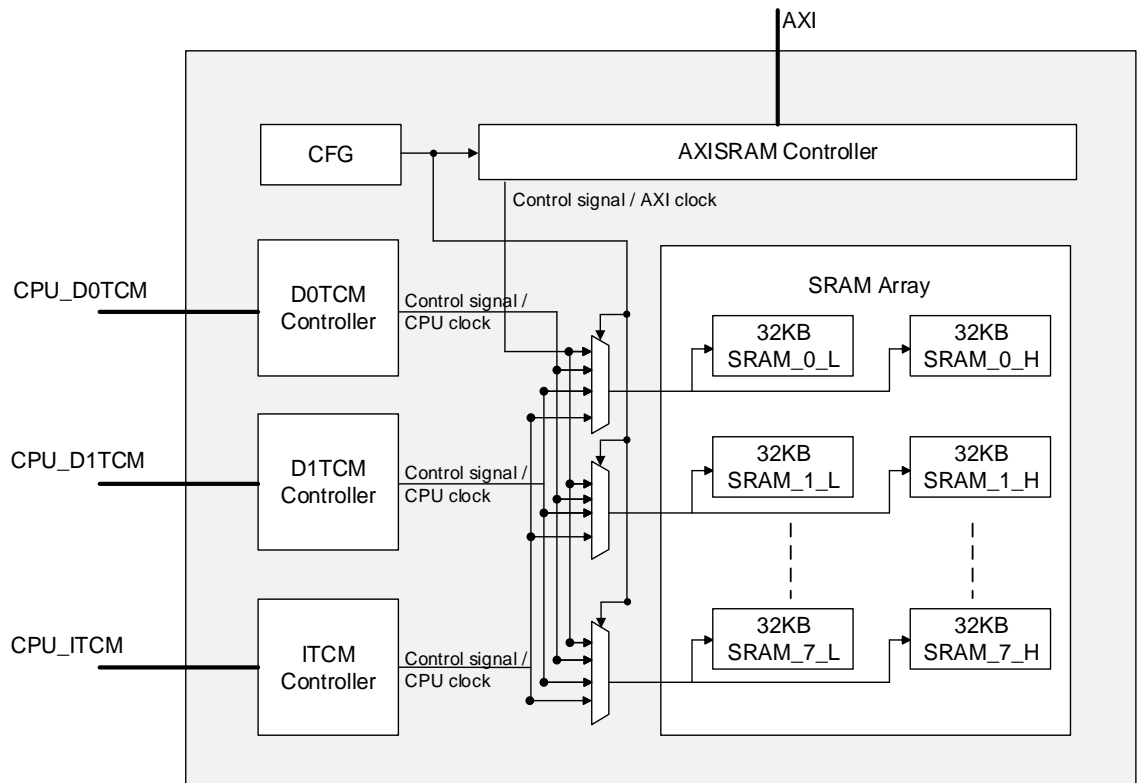 AXI
CFG
AXISRAM Controller
Control signal / AXI clock
CPU_D0TCM
D0TCM
Controller
Control signal /
CPU clock
SRAM Array
32KB
SRAM_0_L
32KB
SRAM_0_H
CPU_D1TCM
D1TCM
Controller
Control signal /
CPU clock
32KB
SRAM_1_L
32KB
SRAM_1_H
CPU_ITCM
ITCM
Controller
Control signal /
CPU clock
32KB
SRAM_7_L
32KB
SRAM_7_H